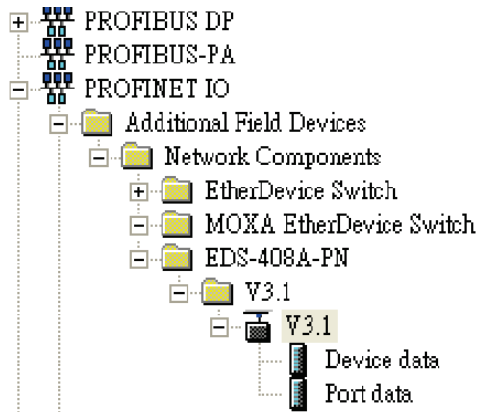 PROFIBUS DP
PROFIBUS-PA
PROFINET IO
Additional Field Devices
Network Components
EtherDevice Switch
MOXA EtherDevice Switch
EDS-408A-PN
V3.1
V3.1
Device data
Port data